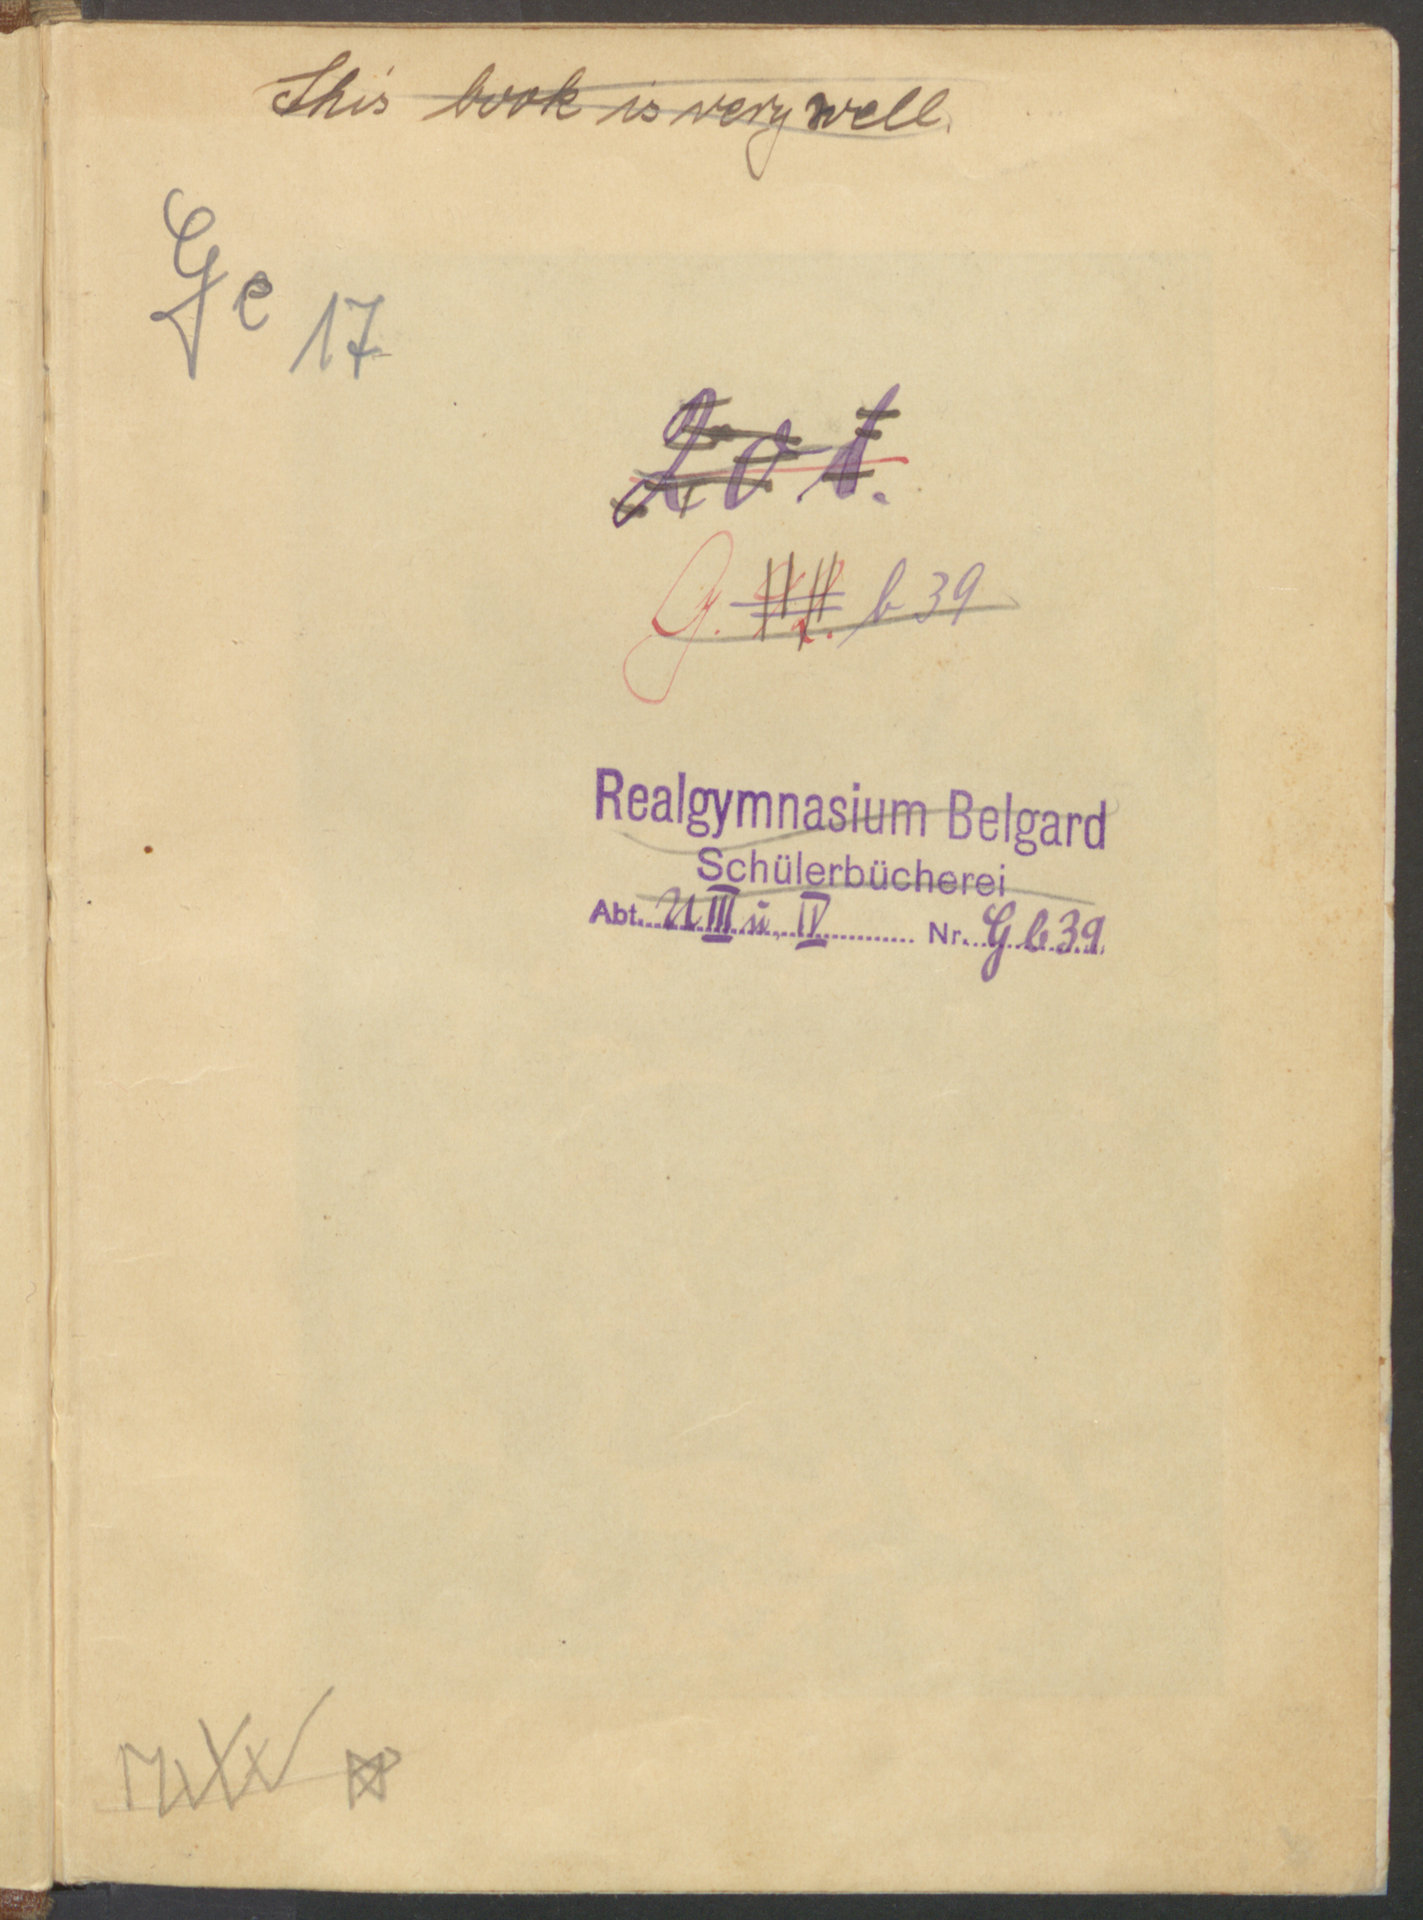 This book is very well.
Ge 17
G. b 39
Realgymnasium Belgard
Schülerbücherei
Abt. U III u. IV Nr. G b 39.